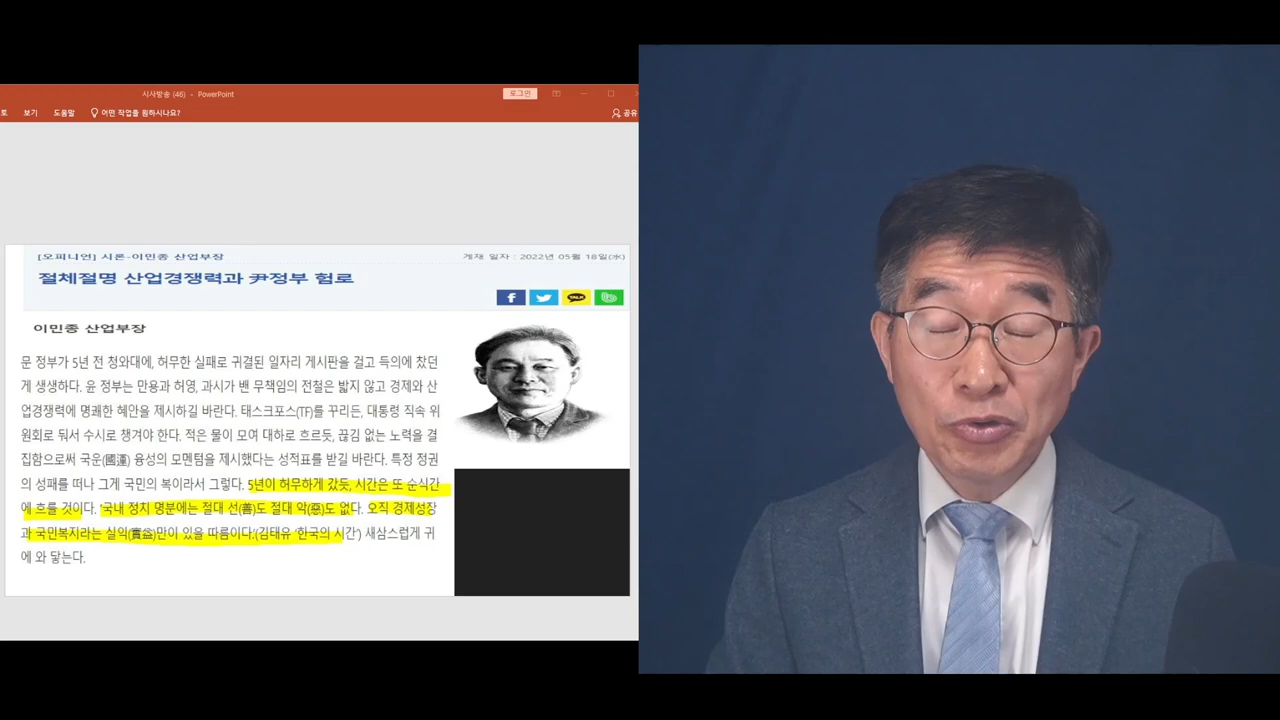 시사방송 (46) - PowerPoint
로그인
토 보기 도움말 어떤 작업을 원하시나요? 공유
[오피니언] 시론-이민종 산업부장
게재 일자 : 2022년 05월 18일(水)
절체절명 산업경쟁력과 尹정부 험로
f
TALK
이민종 산업부장
문 정부가 5년 전 청와대에, 허무한 실패로 귀결된 일자리 게시판을 걸고 득의에 찼던
게 생생하다. 윤 정부는 만용과 허영, 과시가 밴 무책임의 전철은 밟지 않고 경제와 산
업경쟁력에 명쾌한 혜안을 제시하길 바란다. 태스크포스(TF)를 꾸리든, 대통령 직속 위
원회로 둬서 수시로 챙겨야 한다. 적은 물이 모여 대하로 흐르듯, 끊김 없는 노력을 결
집함으로써 국운(國運) 융성의 모멘텀을 제시했다는 성적표를 받길 바란다. 특정 정권
의 성패를 떠나 그게 국민의 복이라서 그렇다. 5년이 허무하게 갔듯, 시간은 또 순식간
에 흐를 것이다. '국내 정치 명분에는 절대 선(善)도 절대 악(惡)도 없다. 오직 경제성장
과 국민복지라는 실익(實益)만이 있을 따름이다.'(김태유 '한국의 시간') 새삼스럽게 귀
에 와 닿는다.